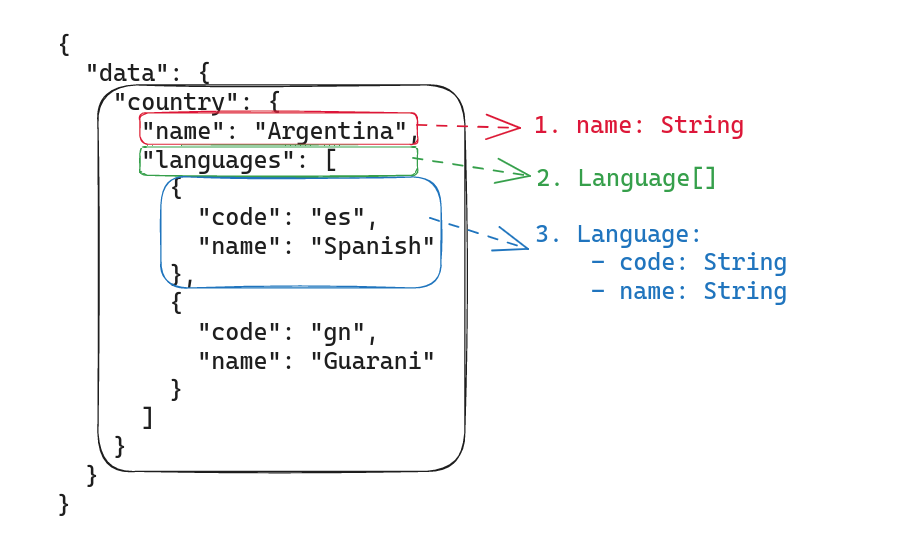 {
"data": {
"country": {
"name": "Argentina",
"languages": [
{
"code": "es",
"name": "Spanish"
},
{
"code": "gn",
"name": "Guarani"
}
]
}
}
}
1. name: String
2. Language[]
3. Language:
- code: String
- name: String